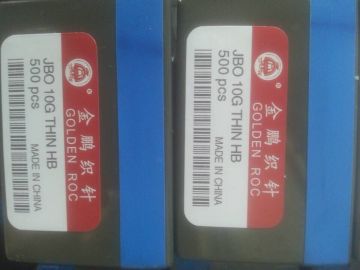 金鹏织针
GOLDEN ROC
JBO 10G THIN HB
500 pcs
MADE IN CHINA
金鹏织针
GOLDEN ROC
JBO 10G THIN HB
500 pcs
MADE IN CHINA